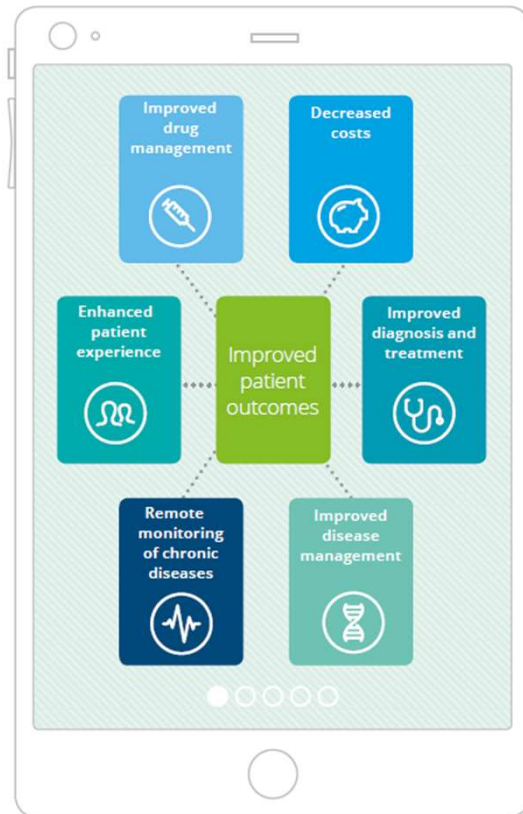 Improved
drug
management
Decreased
costs
Enhanced
patient
experience
Improved
patient
outcomes
Improved
diagnosis and
treatment
Remote
monitoring
of chronic
diseases
Improved
disease
management